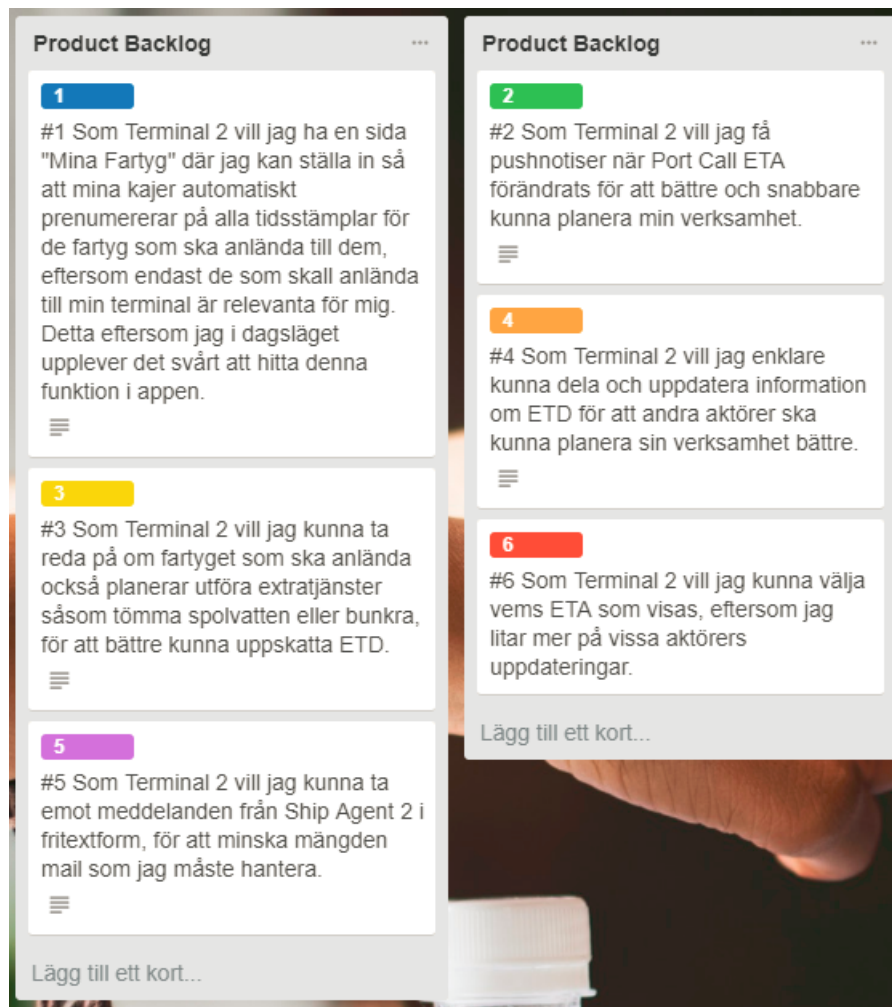 Product Backlog
1
#1 Som Terminal 2 vill jag ha en sida
"Mina Fartyg" där jag kan ställa in så
att mina kajer automatiskt
prenumererar på alla tidsstämplar för
de fartyg som ska anlända till dem,
eftersom endast de som skall anlända
till min terminal är relevanta för mig.
Detta eftersom jag i dagsläget
upplever det svårt att hitta denna
funktion i appen.
3
#3 Som Terminal 2 vill jag kunna ta
reda på om fartyget som ska anlända
också planerar utföra extratjänster
såsom tömma spolvatten eller bunkra,
för att bättre kunna uppskatta ETD.
5
#5 Som Terminal 2 vill jag kunna ta
emot meddelanden från Ship Agent 2 i
fritextform, för att minska mängden
mail som jag måste hantera.
Lägg till ett kort...
Product Backlog
2
#2 Som Terminal 2 vill jag få
pushnotiser när Port Call ETA
förändrats för att bättre och snabbare
kunna planera min verksamhet.
4
#4 Som Terminal 2 vill jag enklare
kunna dela och uppdatera information
om ETD för att andra aktörer ska
kunna planera sin verksamhet bättre.
6
#6 Som Terminal 2 vill jag kunna välja
vems ETA som visas, eftersom jag
litar mer på vissa aktörers
uppdateringar.
Lägg till ett kort...